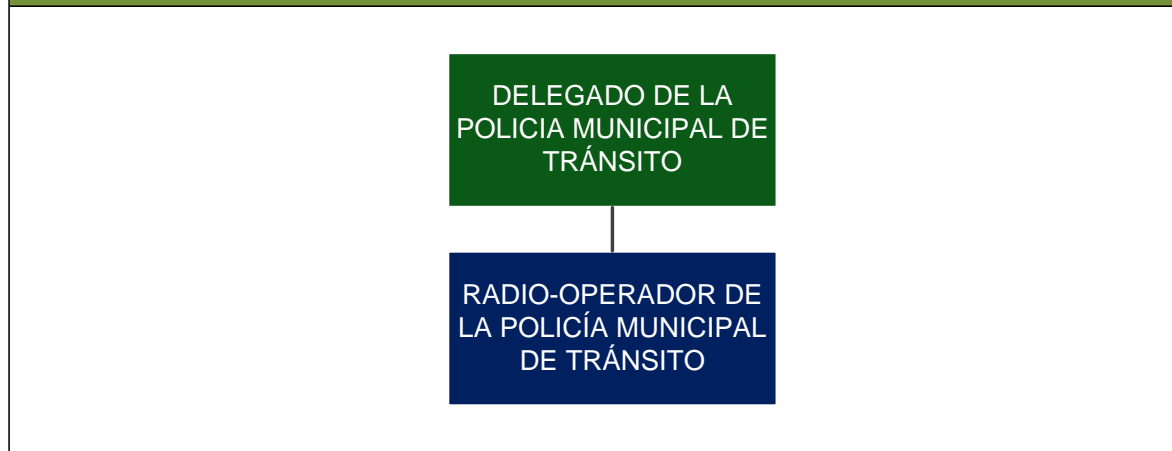 DELEGADO DE LA
POLICIA MUNICIPAL DE
TRÁNSITO
RADIO-OPERADOR DE
LA POLICÍA MUNICIPAL
DE TRÁNSITO